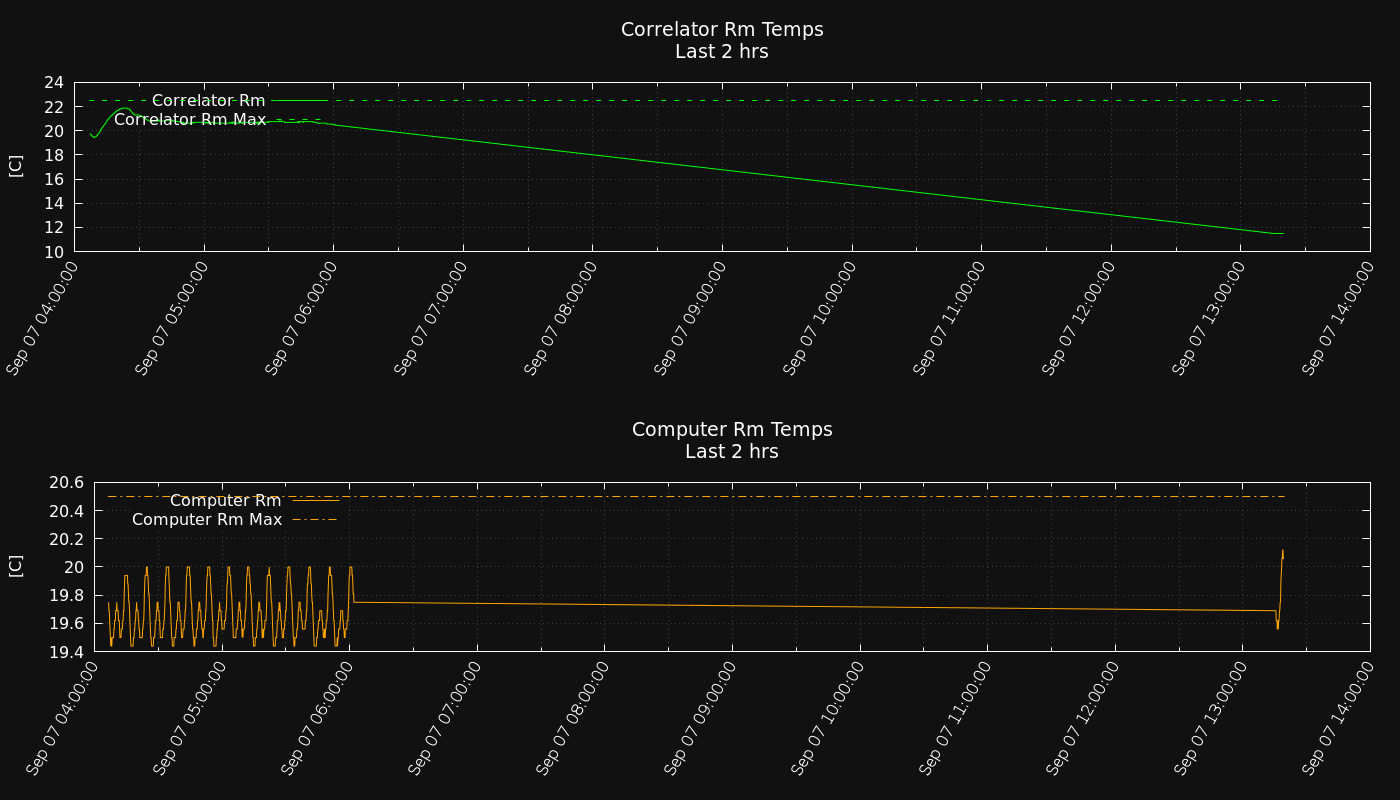 Correlator Rm Temps
Last 2 hrs
24
22
20
18
16
14
12
10
[C]
Correlator Rm
Correlator Rm Max
Sep 07 04:00:00
Sep 07 05:00:00
Sep 07 06:00:00
Sep 07 07:00:00
Sep 07 08:00:00
Sep 07 09:00:00
Sep 07 10:00:00
Sep 07 11:00:00
Sep 07 12:00:00
Sep 07 13:00:00
Sep 07 14:00:00
Computer Rm Temps
Last 2 hrs
20.6
20.4
20.2
20
19.8
19.6
19.4
[C]
Computer Rm
Computer Rm Max
Sep 07 04:00:00
Sep 07 05:00:00
Sep 07 06:00:00
Sep 07 07:00:00
Sep 07 08:00:00
Sep 07 09:00:00
Sep 07 10:00:00
Sep 07 11:00:00
Sep 07 12:00:00
Sep 07 13:00:00
Sep 07 14:00:00